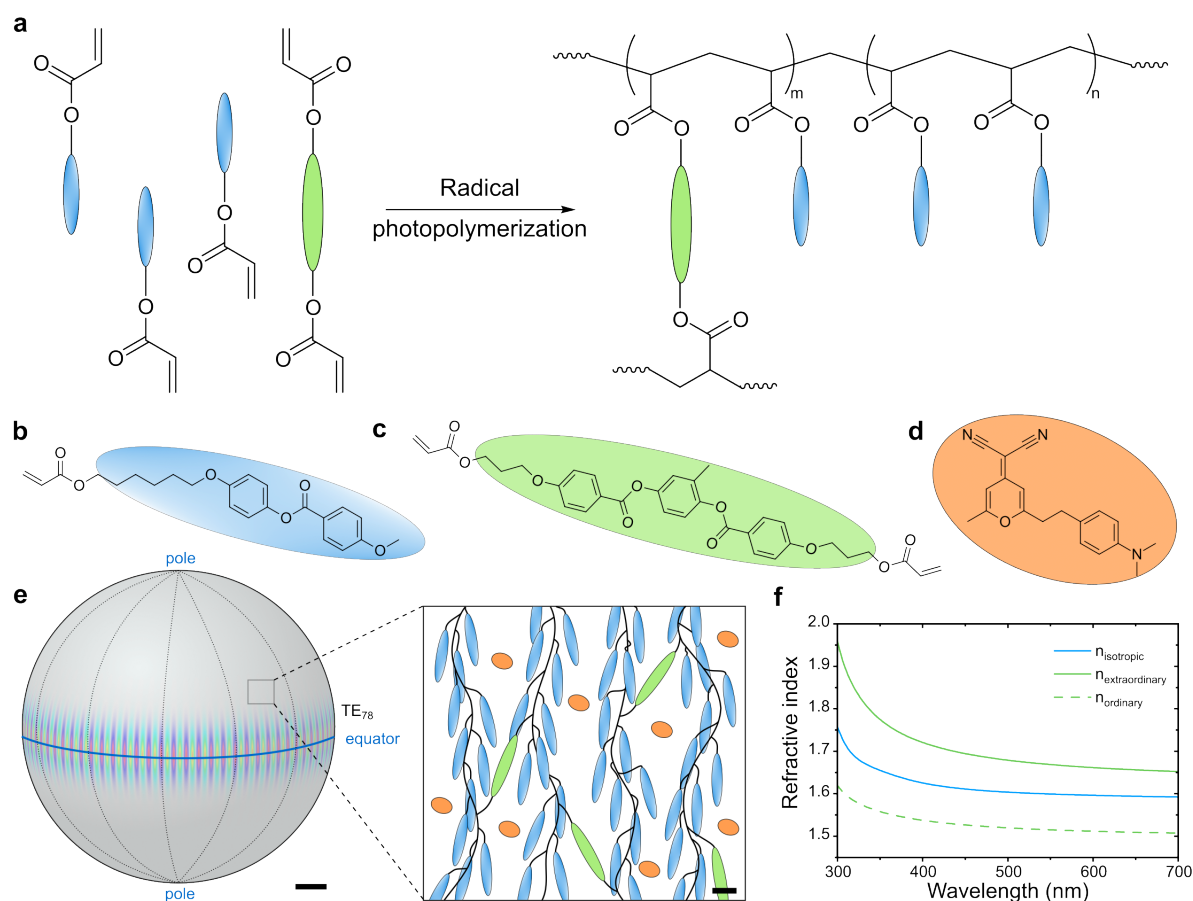 a
O
O
O
O
O
O
O
O
O
O
O
O
Radical
photopolymerization
m
n
O
O
O
O
O
O
O
O
O
O
b
O
O
O
O
O
O
c
O
O
O
O
O
O
O
O
O
O
d
N
N
O
N
e
pole
TE78
equator
pole
f
Refractive index
2.0
1.9
1.8
1.7
1.6
1.5
nisotropic
nextraordinary
nordinary
300
400
500
600
700
Wavelength (nm)